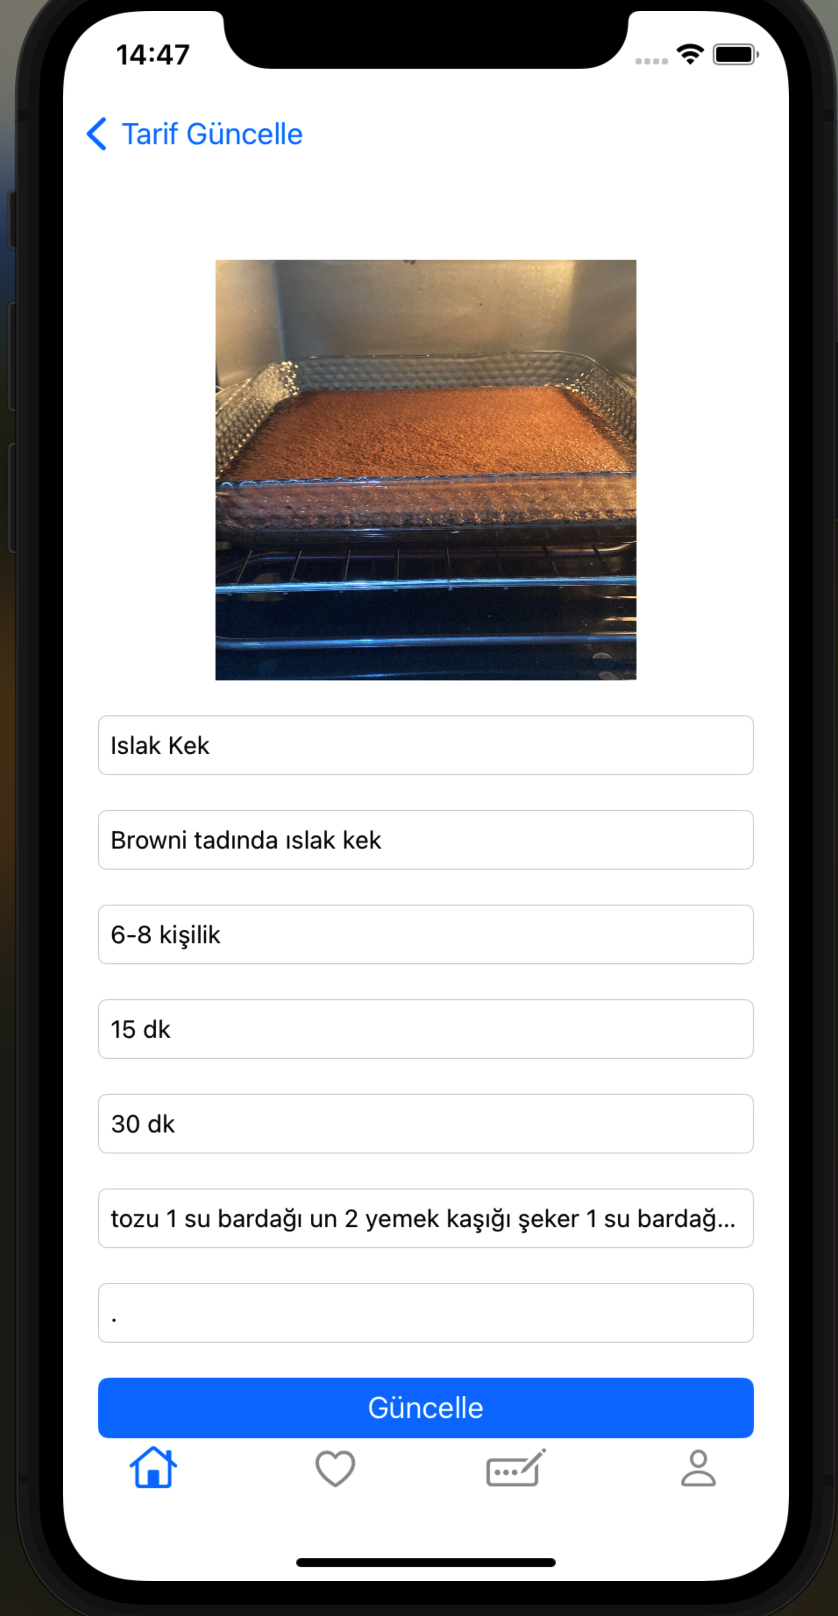 14:47
Tarif Güncelle
Islak Kek
Browni tadında ıslak kek
6-8 kişilik
15 dk
30 dk
tozu 1 su bardağı un 2 yemek kaşığı şeker 1 su bardağ...
.
Güncelle